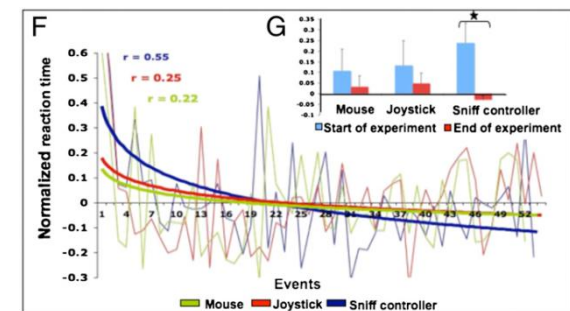 F
G
★
0.6
0.5
0.4
0.3
0.2
0.1
0
-0.1
-0.2
-0.3
Normalized reaction time
r = 0.55
r = 0.25
r = 0.22
0.35
0.3
0.25
0.2
0.15
0.1
0.05
0
-0.05
-0.1
Mouse Joystick Sniff controller
Start of experiment End of experiment
1 4 7 10 13 16 19 22 25 28 31 34 37 40 43 46 49 52
Events
Mouse Joystick Sniff controller